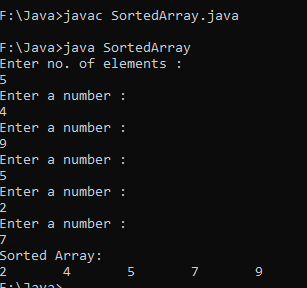 F:\Java>javac SortedArray.java
F:\Java>java SortedArray
Enter no. of elements :
5
Enter a number :
4
Enter a number :
9
Enter a number :
5
Enter a number :
2
Enter a number :
7
Sorted Array:
2 4 5 7 9
F:\Java>